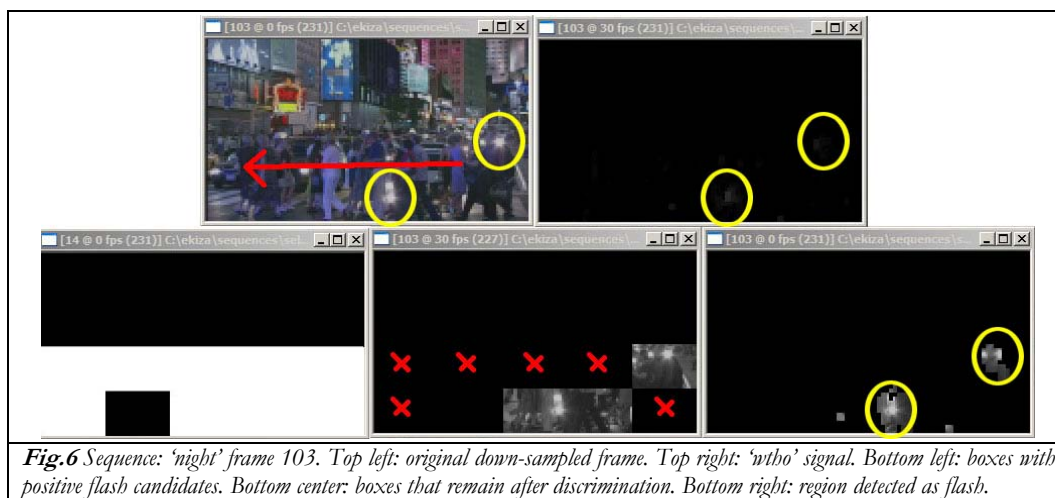 [103 @ 0 fps (231)] C:\ekiza\sequences\s...
[103 @ 30 fps (231)] C:\ekiza\sequences\s...
[14 @ 0 fps (231)] C:\ekiza\sequences\se...
[103 @ 30 fps (227)] C:\ekiza\sequences\s...
[103 @ 0 fps (231)] C:\ekiza\sequences\s...
Fig.6 Sequence: ‘night’ frame 103. Top left: original down-sampled frame. Top right: ‘wtho’ signal. Bottom left: boxes with
positive flash candidates. Bottom center: boxes that remain after discrimination. Bottom right: region detected as flash.